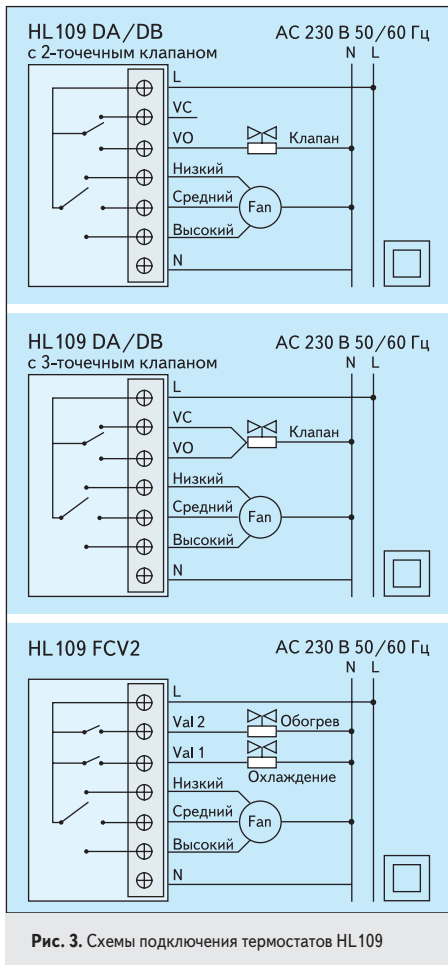 HL109 DA/DB
с 2-точечным клапаном
AC 230 В 50/60 Гц
N L
L
VC
VO
Клапан
Низкий
Средний
Fan
Высокий
N
HL109 DA/DB
с 3-точечным клапаном
AC 230 В 50/60 Гц
N L
L
VC
Клапан
VO
Низкий
Средний
Fan
Высокий
N
HL109 FCV2
AC 230 В 50/60 Гц
N L
L
Val 2
Обогрев
Val 1
Охлаждение
Низкий
Средний
Fan
Высокий
N
Рис. 3. Схемы подключения термостатов HL109